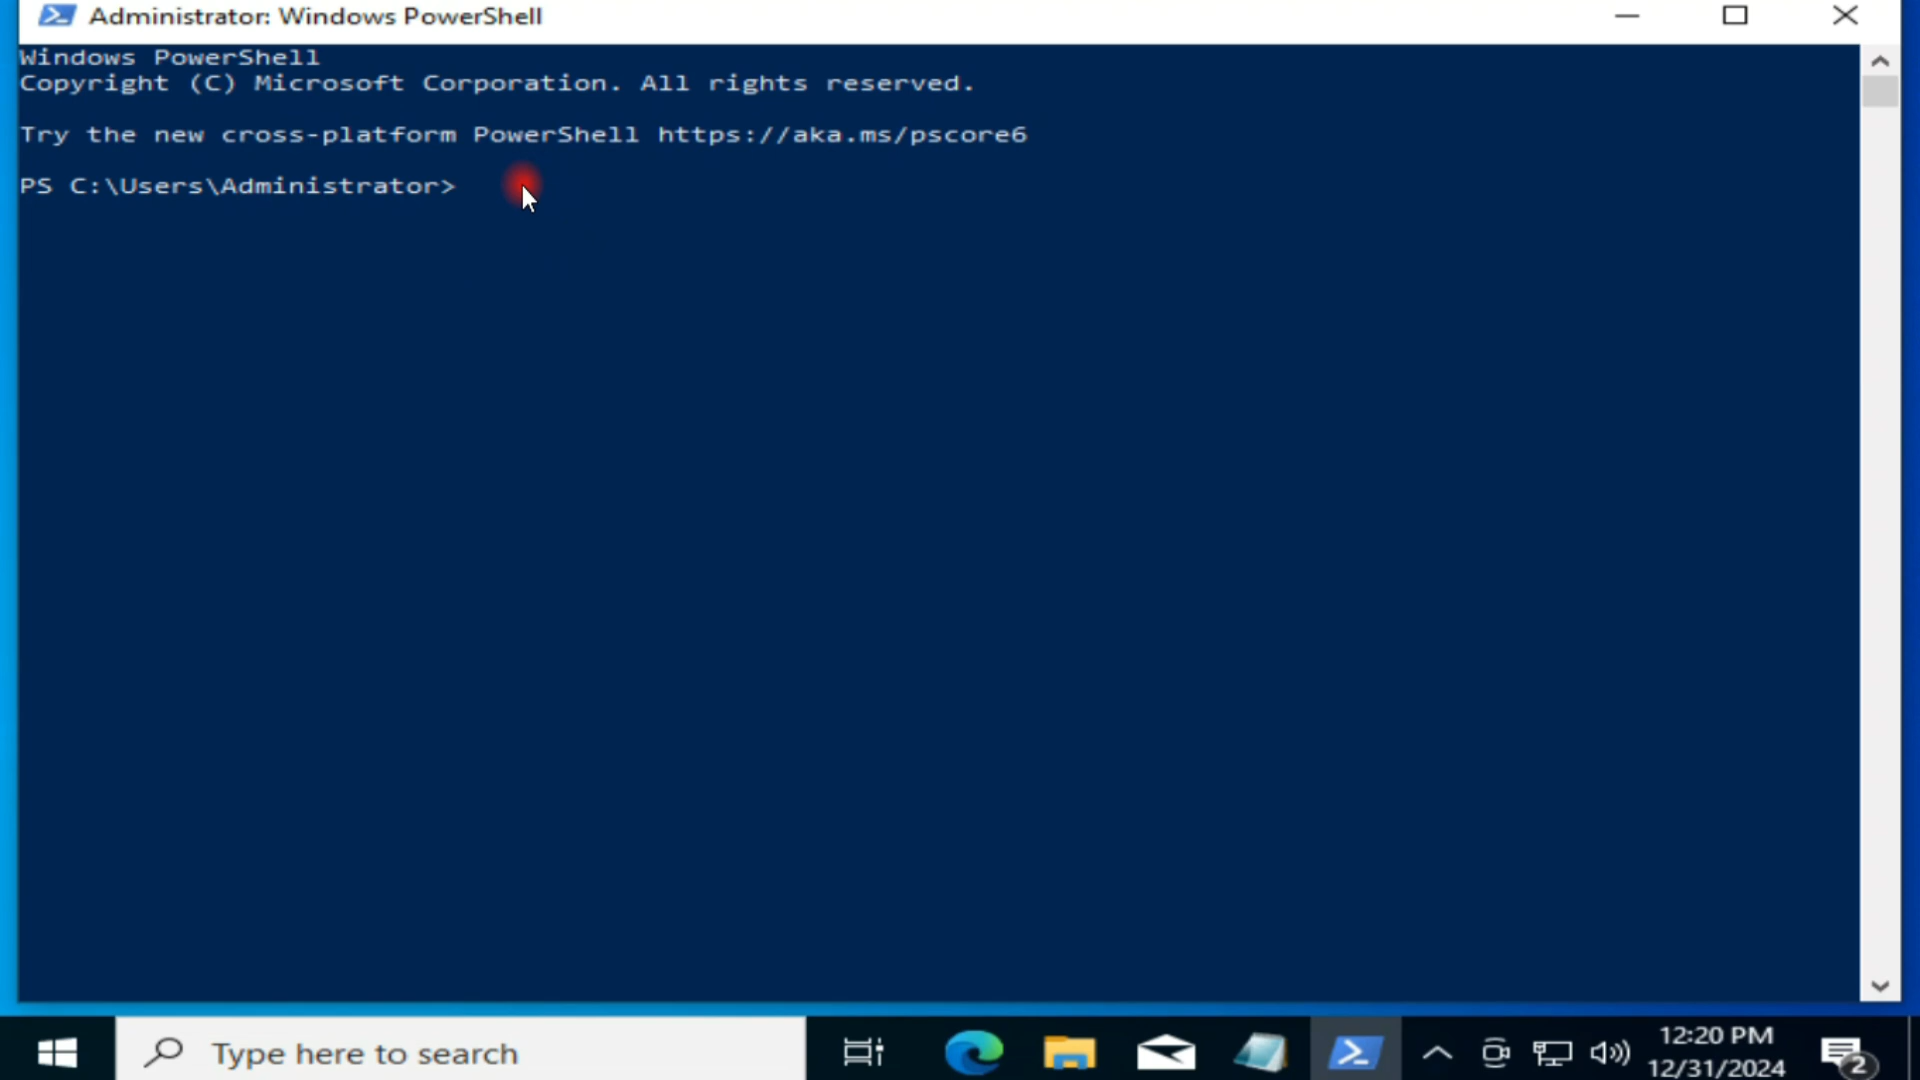 Administrator: Windows PowerShell
Windows PowerShell
Copyright (C) Microsoft Corporation. All rights reserved.
Try the new cross-platform PowerShell https://aka.ms/pscore6
PS C:\Users\Administrator>
Type here to search
12:20 PM
12/31/2024
2